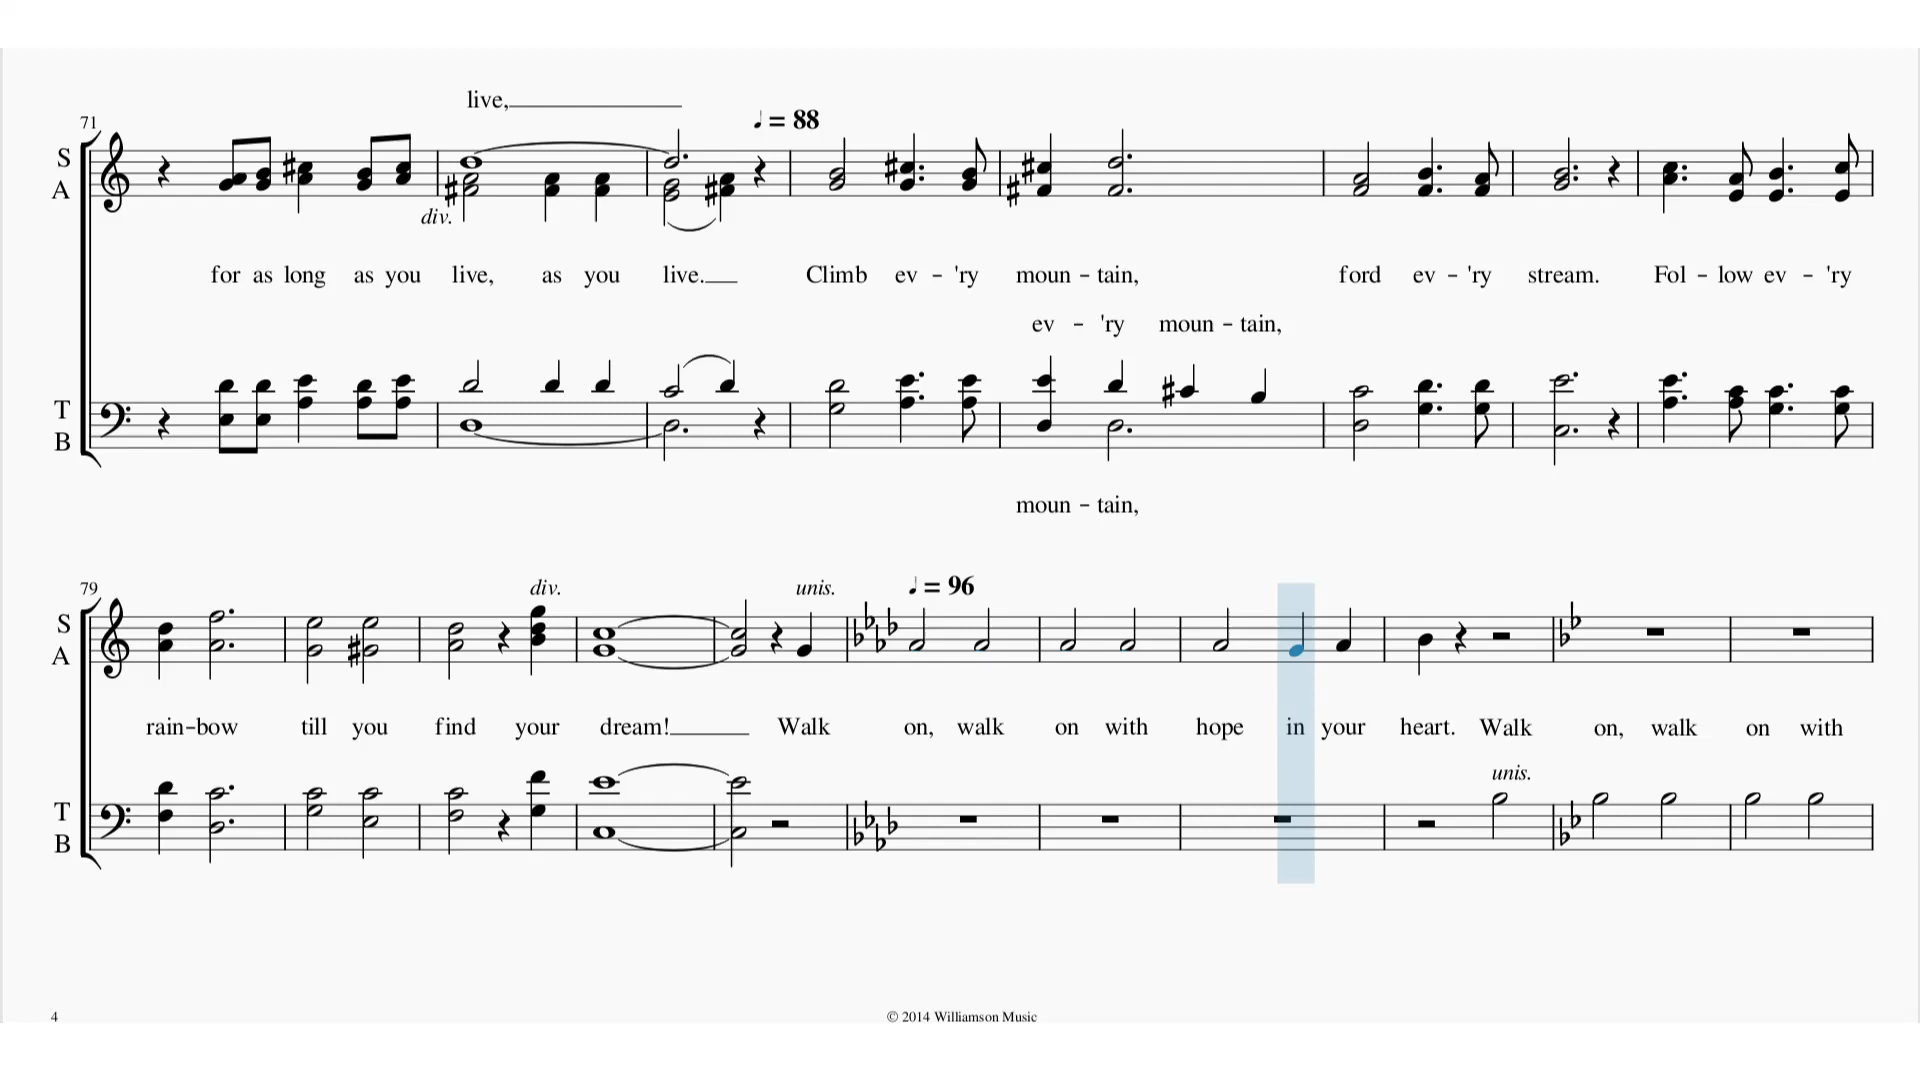 live,
71
♩ = 88
S
A
div.
for as long as you live, as you live. Climb ev - 'ry moun - tain, ford ev - 'ry stream. Fol - low ev - 'ry
ev - 'ry moun - tain,
T
B
moun - tain,
79
div.
unis.
♩ = 96
S
A
rain - bow till you find your dream! Walk on, walk on with hope in your heart. Walk on, walk on with
unis.
T
B
4
© 2014 Williamson Music